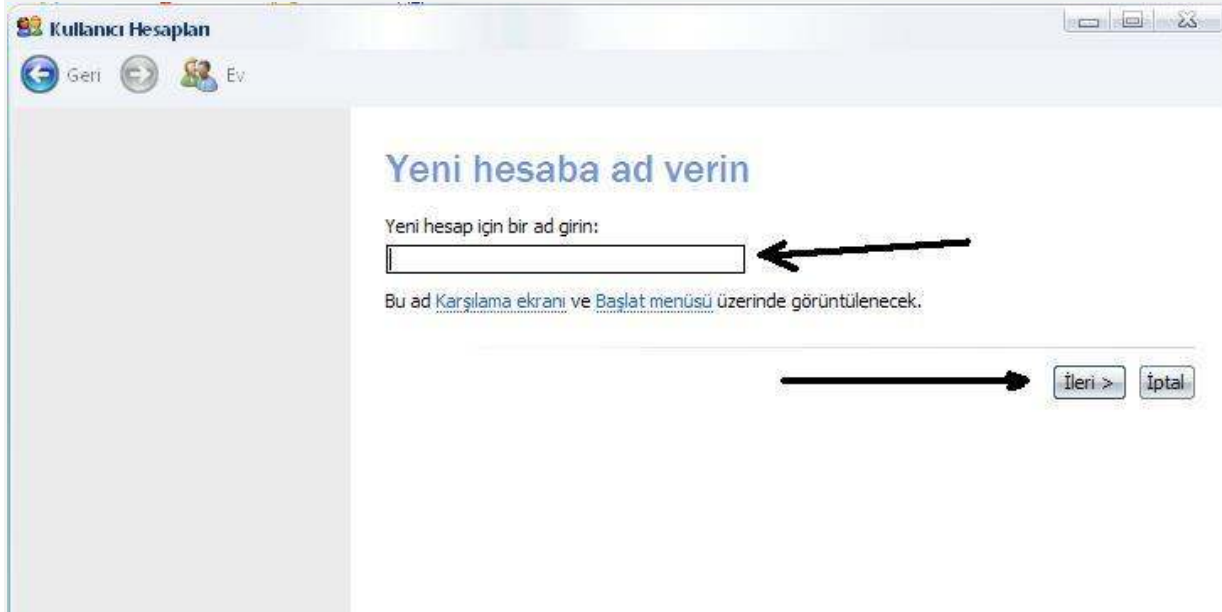 Kullanıcı Hesapları
Geri Ev
Yeni hesaba ad verin
Yeni hesap için bir ad girin:
Bu ad Karşılama ekranı ve Başlat menüsü üzerinde görüntülenecek.
İleri > İptal